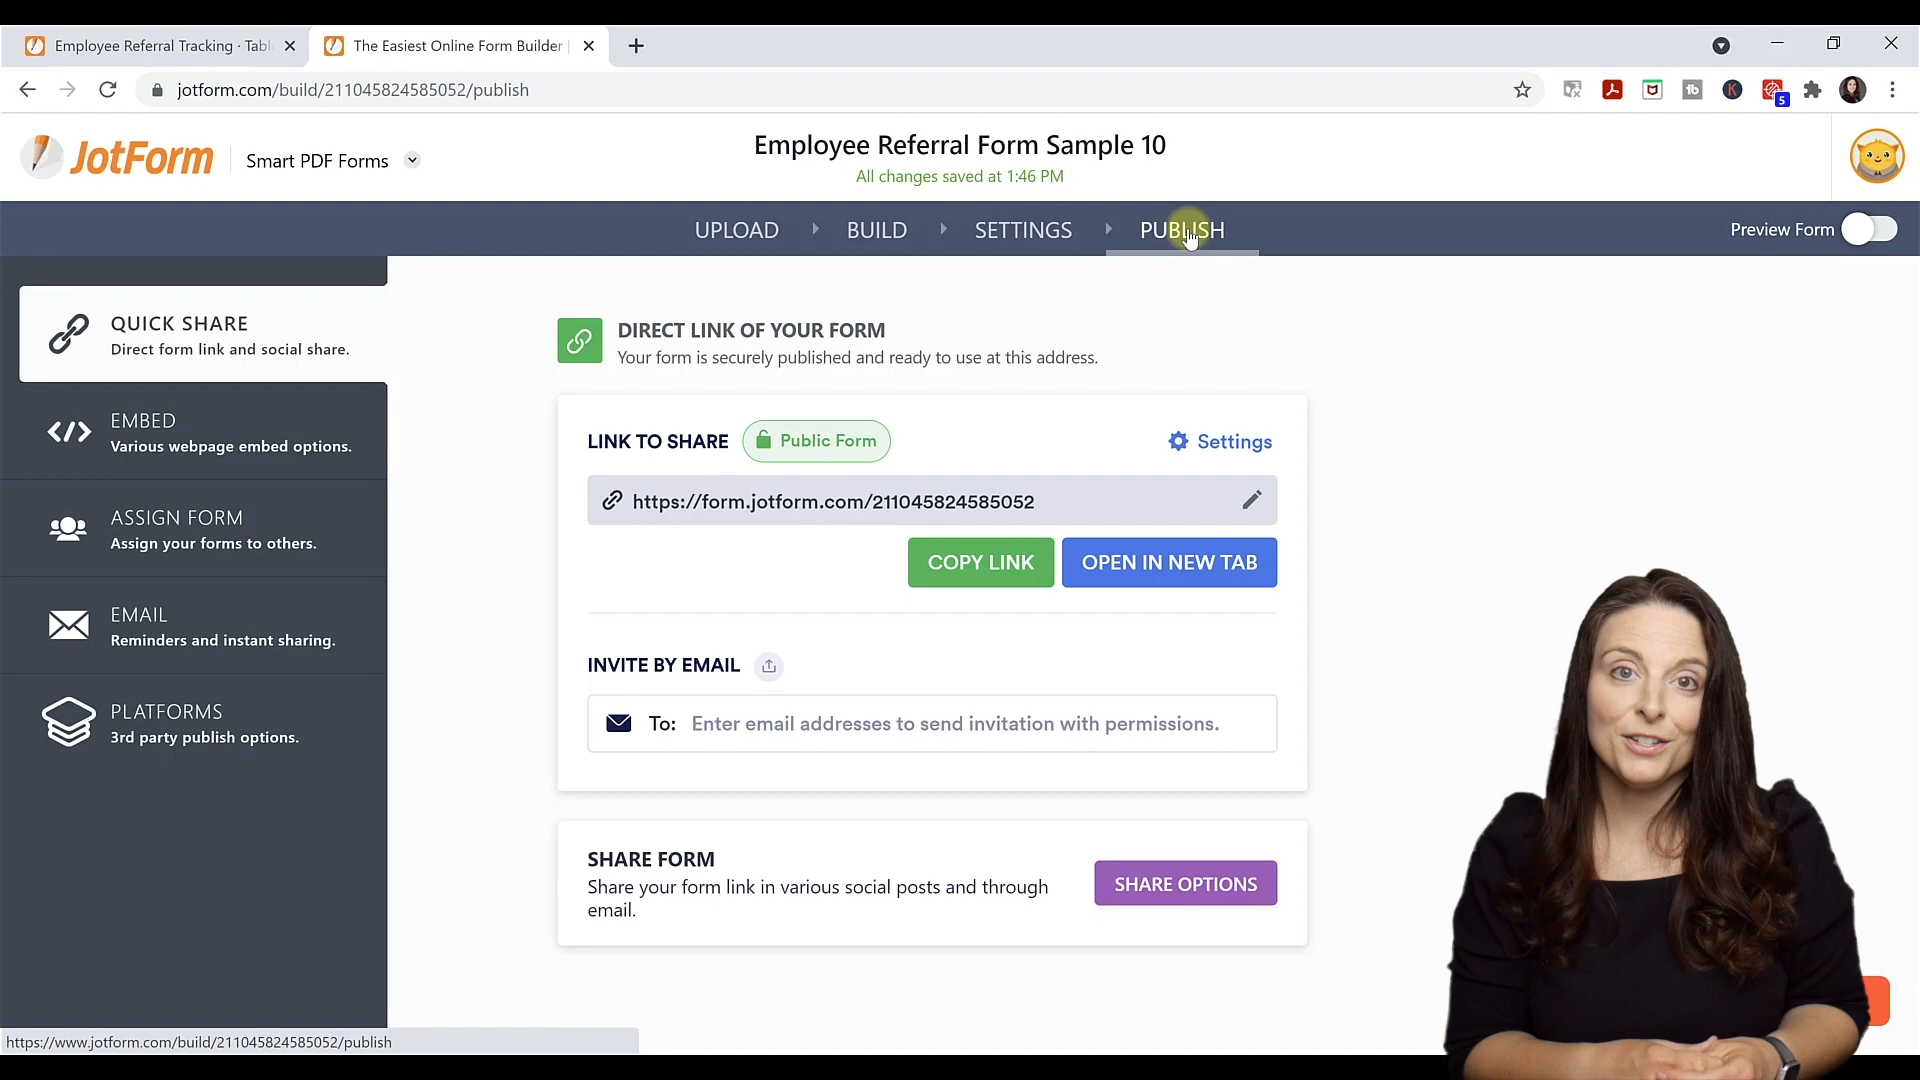 Employee Referral Tracking · Tabl
The Easiest Online Form Builder |
jotform.com/build/211045824585052/publish
5
JotForm
Smart PDF Forms
Employee Referral Form Sample 10
All changes saved at 1:46 PM
UPLOAD
BUILD
SETTINGS
PUBLISH
Preview Form
QUICK SHARE
Direct form link and social share.
EMBED
Various webpage embed options.
ASSIGN FORM
Assign your forms to others.
EMAIL
Reminders and instant sharing.
PLATFORMS
3rd party publish options.
DIRECT LINK OF YOUR FORM
Your form is securely published and ready to use at this address.
LINK TO SHARE
Public Form
Settings
https://form.jotform.com/211045824585052
COPY LINK
OPEN IN NEW TAB
INVITE BY EMAIL
To: Enter email addresses to send invitation with permissions.
SHARE FORM
Share your form link in various social posts and through
email.
SHARE OPTIONS
https://www.jotform.com/build/211045824585052/publish